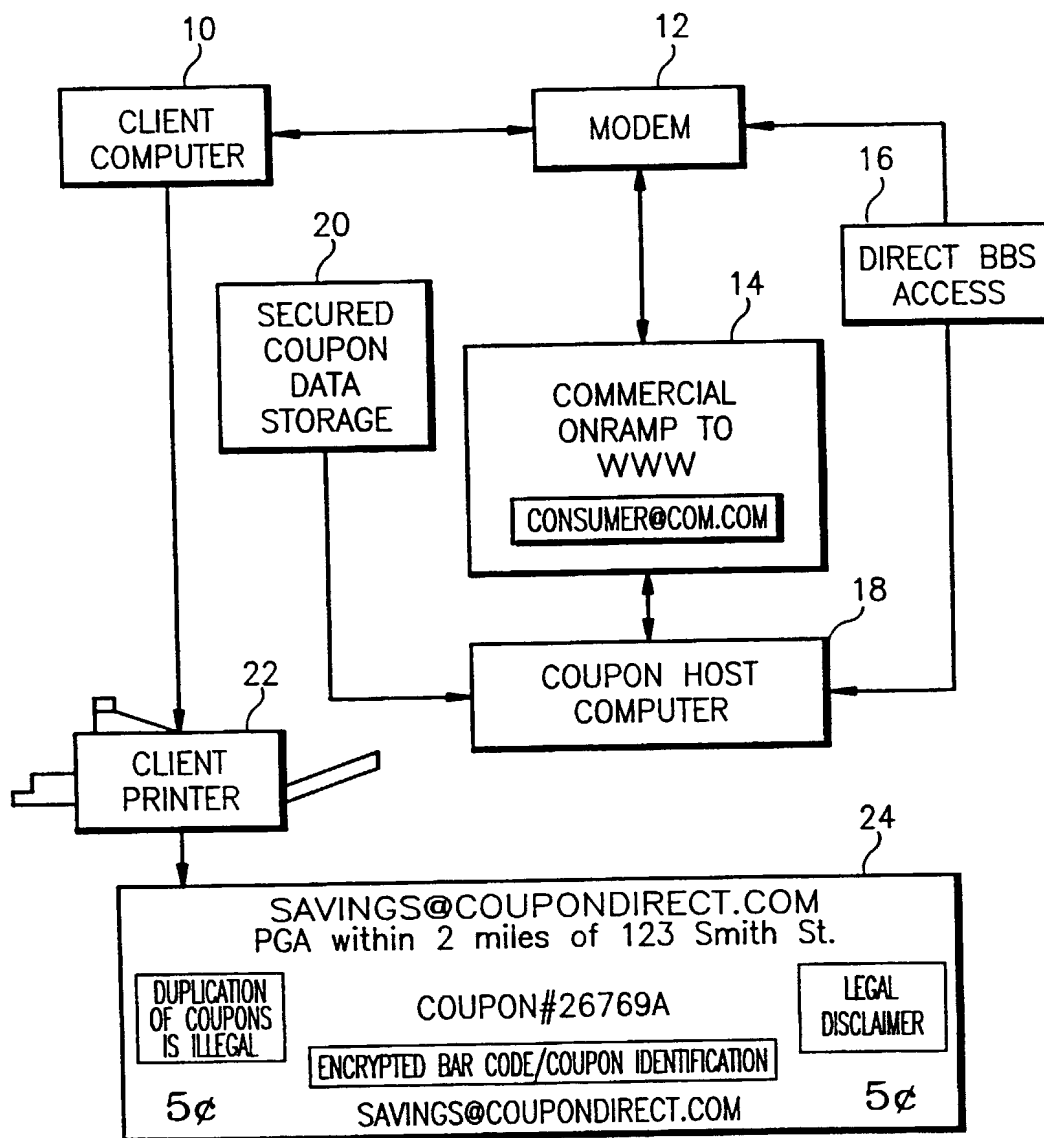 10
12
CLIENT
COMPUTER
MODEM
16
DIRECT BBS
ACCESS
20
SECURED
COUPON
DATA
STORAGE
14
COMMERCIAL
ONRAMP TO
WWW
CONSUMER@COM.COM
18
COUPON HOST
COMPUTER
22
CLIENT
PRINTER
24
SAVINGS@COUPONDIRECT.COM
PGA within 2 miles of 123 Smith St.
DUPLICATION
OF COUPONS
IS ILLEGAL
COUPON#26769A
LEGAL
DISCLAIMER
ENCRYPTED BAR CODE/COUPON IDENTIFICATION
5¢
SAVINGS@COUPONDIRECT.COM
5¢